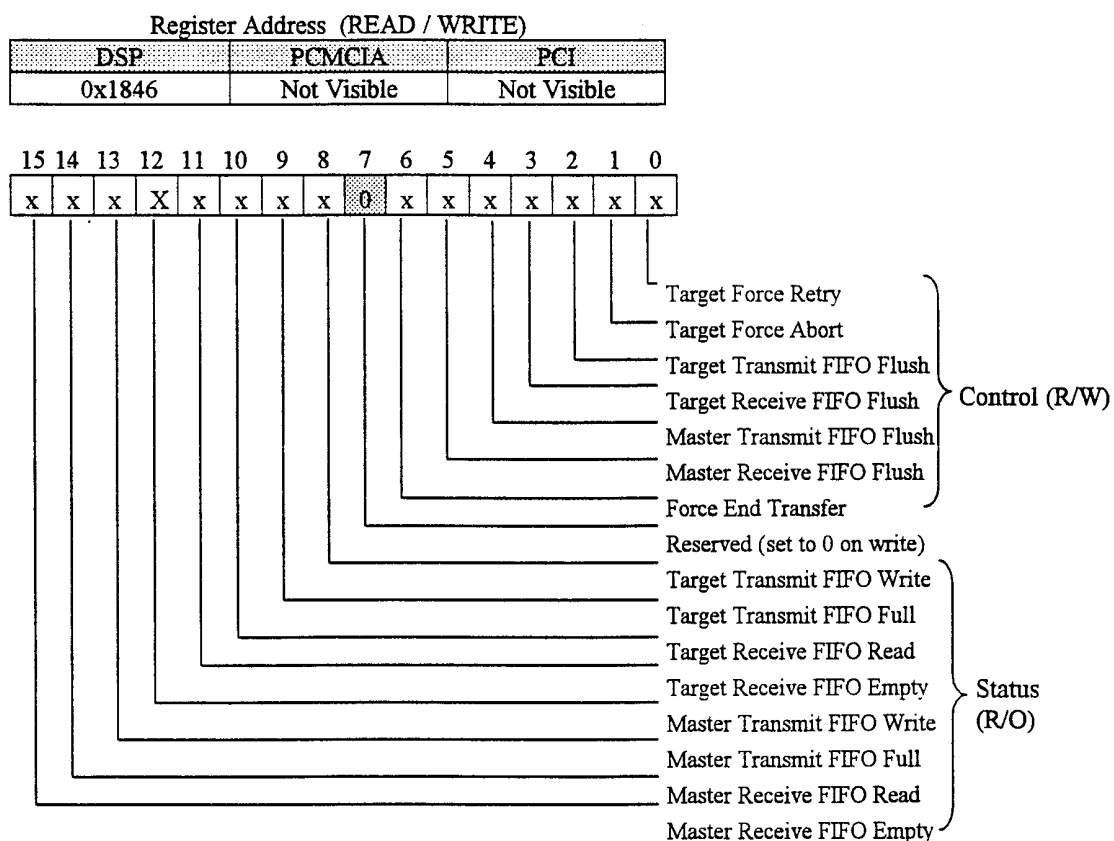 Register Address (READ / WRITE)
DSP PCMCIA PCI
0x1846 Not Visible Not Visible
15 14 13 12 11 10 9 8 7 6 5 4 3 2 1 0
x x x X x x x x 0 x x x x x x x
Target Force Retry
Target Force Abort
Target Transmit FIFO Flush
Target Receive FIFO Flush
Control (R/W)
Master Transmit FIFO Flush
Master Receive FIFO Flush
Force End Transfer
Reserved (set to 0 on write)
Target Transmit FIFO Write
Target Transmit FIFO Full
Target Receive FIFO Read
Target Receive FIFO Empty
Status
(R/O)
Master Transmit FIFO Write
Master Transmit FIFO Full
Master Receive FIFO Read
Master Receive FIFO Empty